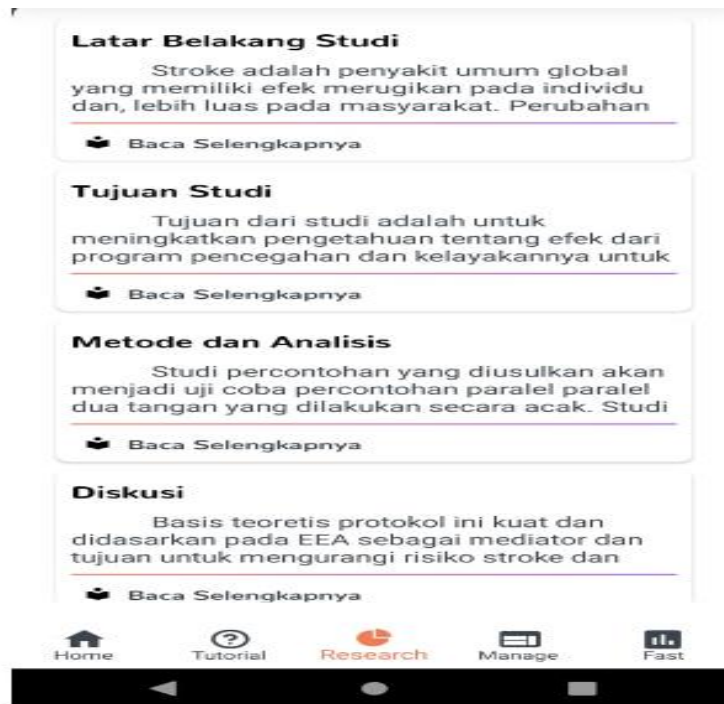 Latar Belakang Studi
Stroke adalah penyakit umum global
yang memiliki efek merugikan pada individu
dan, lebih luas pada masyarakat. Perubahan
Baca Selengkapnya
Tujuan Studi
Tujuan dari studi adalah untuk
meningkatkan pengetahuan tentang efek dari
program pencegahan dan kelayakannya untuk
Baca Selengkapnya
Metode dan Analisis
Studi percontohan yang diusulkan akan
menjadi uji coba percontohan paralel paralel
dua tangan yang dilakukan secara acak. Studi
Baca Selengkapnya
Diskusi
Basis teoretis protokol ini kuat dan
didasarkan pada EEA sebagai mediator dan
tujuan untuk mengurangi risiko stroke dan
Baca Selengkapnya
Home Tutorial Research Manage Fast